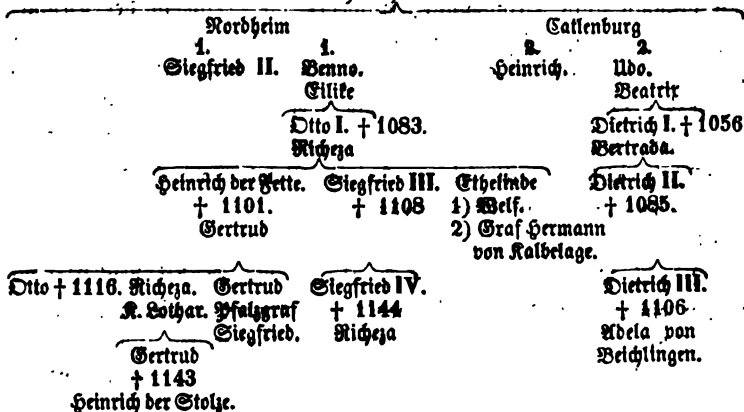 Nordheim Catlenburg
1. 1. 2. 2.
Siegfried II. Benno. Heinrich. Udo.
Eilike Beatrix
Otto I. † 1083. Dietrich I. † 1056
Richeza Bertrada.
Heinrich der Fette. Siegfried III. Ethelinde Dietrich II.
† 1101. † 1108 1) Welf. † 1085.
Gertrud 2) Graf Hermann
von Kalbelage.
Otto † 1116. Richeza. Gertrud Siegfried IV. Dietrich III.
K. Lothar. Pfalzgraf † 1144 † 1106
Siegfried. Richeza Adela von
Gertrud Beichlingen.
† 1143
Heinrich der Stolze.